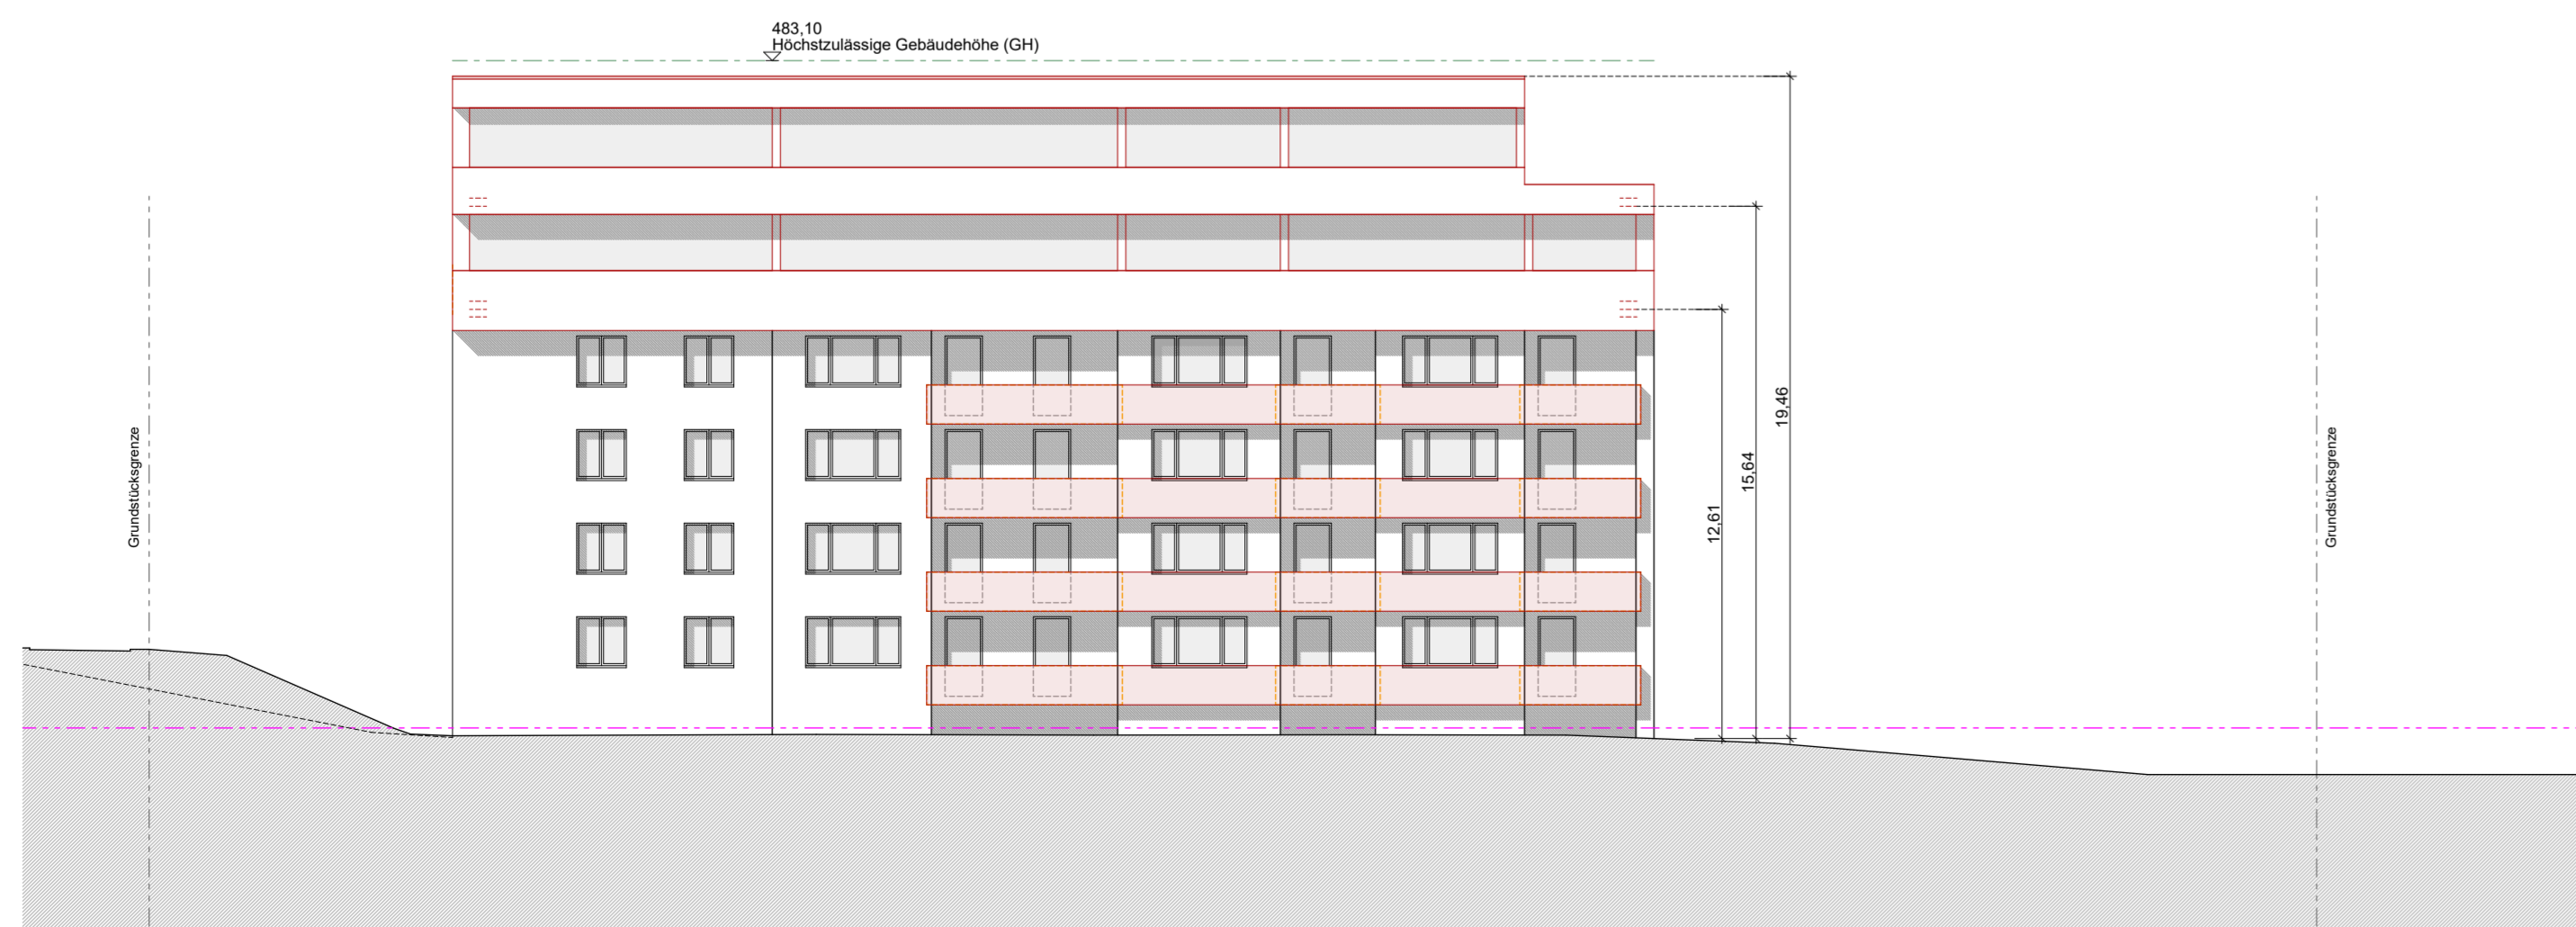 483,10
Höchstzulässige Gebäudehöhe (GH)
Grundstücksgrenze
12,61
15,64
19,46
Grundstücksgrenze